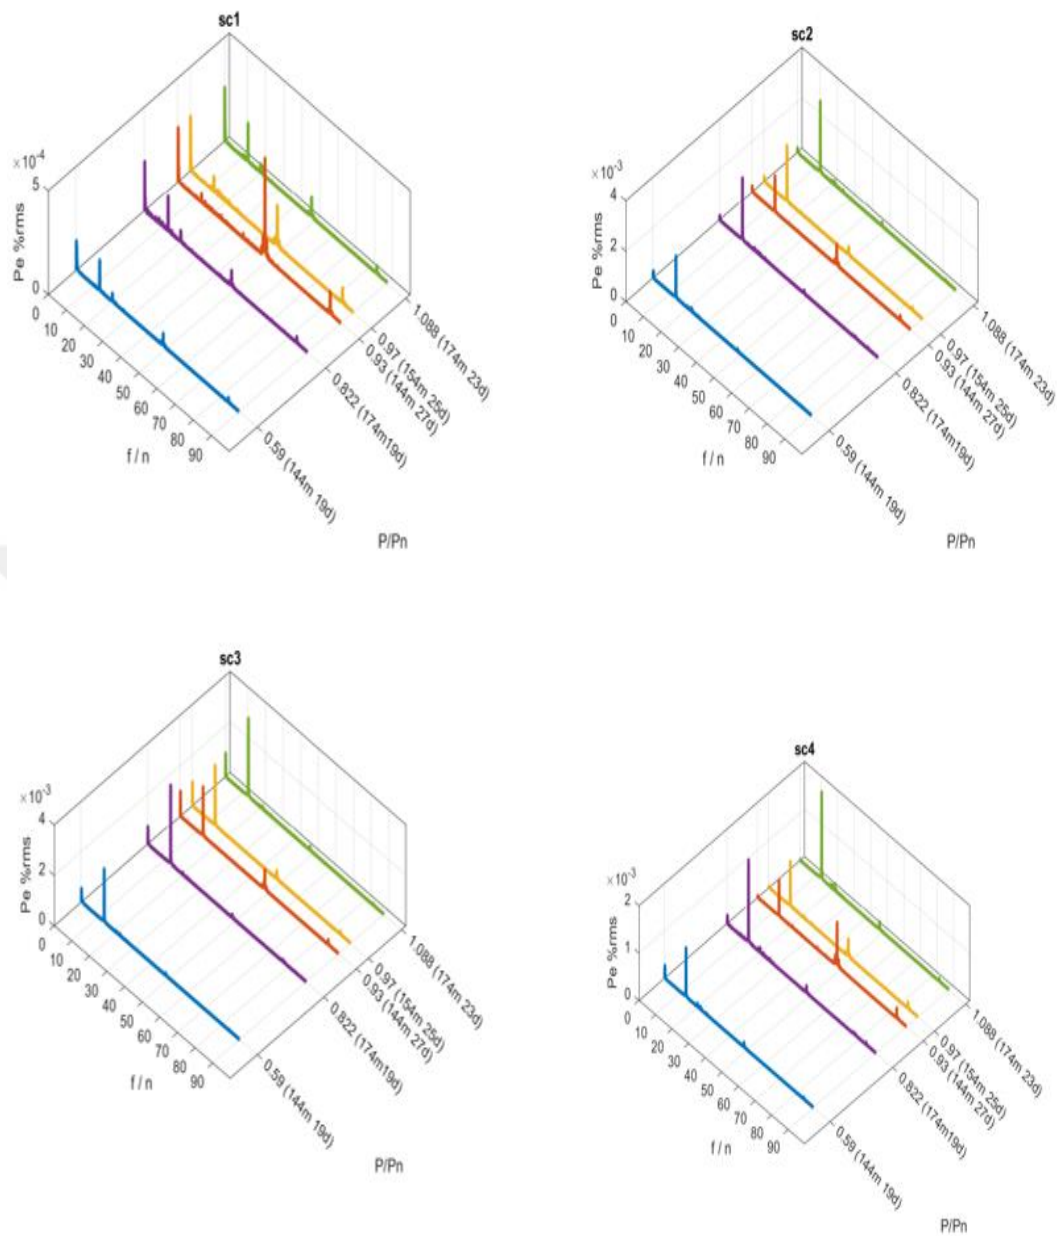 sc1
×10-4
5
Pe %rms
0
0
10
20
30
40
50
60
70
80
90
f / n
0.59 (144m 19d)
0.822 (174m19d)
0.93 (144m 27d)
0.97 (154m 25d)
1.088 (174m 23d)
P/Pn
sc2
×10-3
4
2
Pe %rms
0
0
10
20
30
40
50
60
70
80
90
f / n
0.59 (144m 19d)
0.822 (174m19d)
0.93 (144m 27d)
0.97 (154m 25d)
1.088 (174m 23d)
P/Pn
sc3
×10-3
4
2
Pe %rms
0
0
10
20
30
40
50
60
70
80
90
f / n
0.59 (144m 19d)
0.822 (174m19d)
0.93 (144m 27d)
0.97 (154m 25d)
1.088 (174m 23d)
P/Pn
sc4
×10-3
2
1
Pe %rms
0
0
10
20
30
40
50
60
70
80
90
f / n
0.59 (144m 19d)
0.822 (174m19d)
0.93 (144m 27d)
0.97 (154m 25d)
1.088 (174m 23d)
P/Pn